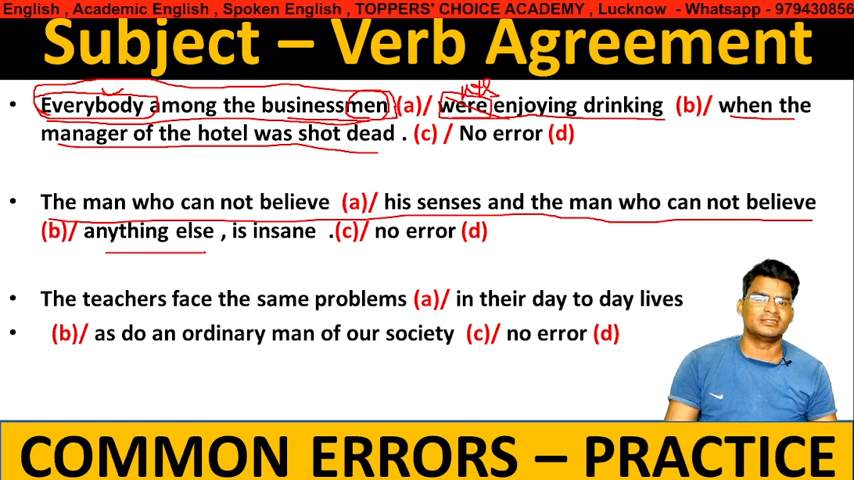 English , Academic English , Spoken English , TOPPERS' CHOICE ACADEMY , Lucknow - Whatsapp - 979430856
Subject – Verb Agreement
• Everybody among the businessmen (a)/ were enjoying drinking (b)/ when the
manager of the hotel was shot dead . (c) / No error (d)
• The man who can not believe (a)/ his senses and the man who can not believe
(b)/ anything else , is insane .(c)/ no error (d)
• The teachers face the same problems (a)/ in their day to day lives
• (b)/ as do an ordinary man of our society (c)/ no error (d)
COMMON ERRORS – PRACTICE